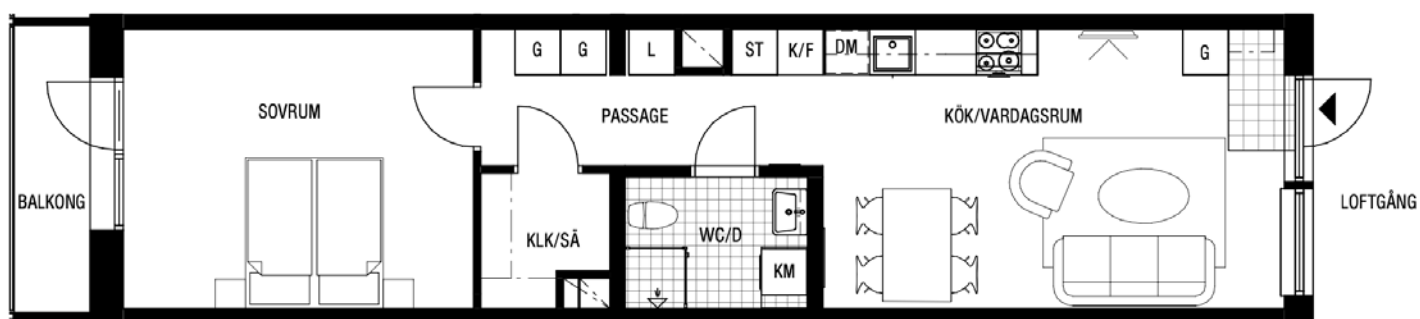 G
G
L
ST
K/F
DM
G
SOVRUM
PASSAGE
KÖK/VARDAGSRUM
BALKONG
LOFTGÅNG
KLK/SÄ
WC/D
KM